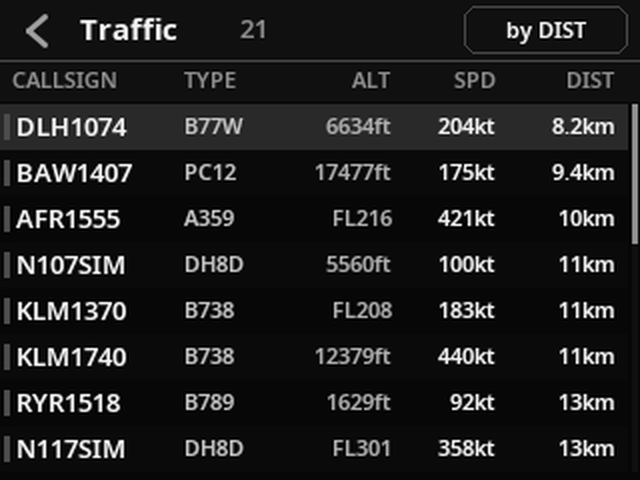 Traffic 21 by DIST
CALLSIGN TYPE ALT SPD DIST
DLH1074 B77W 6634ft 204kt 8.2km
BAW1407 PC12 17477ft 175kt 9.4km
AFR1555 A359 FL216 421kt 10km
N107SIM DH8D 5560ft 100kt 11km
KLM1370 B738 FL208 183kt 11km
KLM1740 B738 12379ft 440kt 11km
RYR1518 B789 1629ft 92kt 13km
N117SIM DH8D FL301 358kt 13km